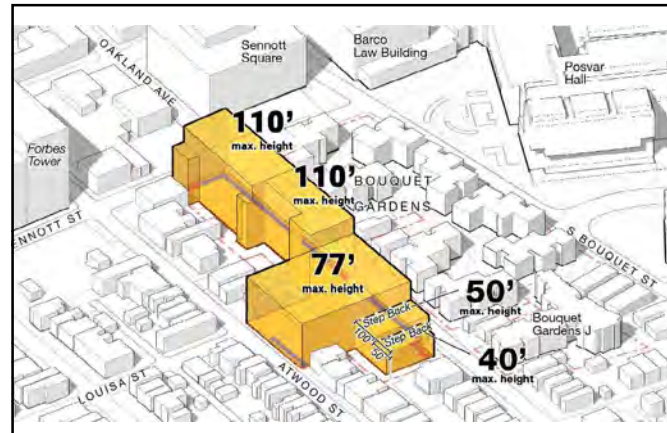 OAKLAND AVE
Sennott
Square
Barco
Law Building
Posvar
Hall
Forbes
Tower
110'
max. height
110'
max. height
BOUQUET
GARDENS
ENNOTT ST
S BOUQUET ST
77'
max. height
50'
max. height
Step Back
Step Back
100'
50'
Bouquet
Gardens J
40'
max. height
ATWOOD ST
LOUISA ST